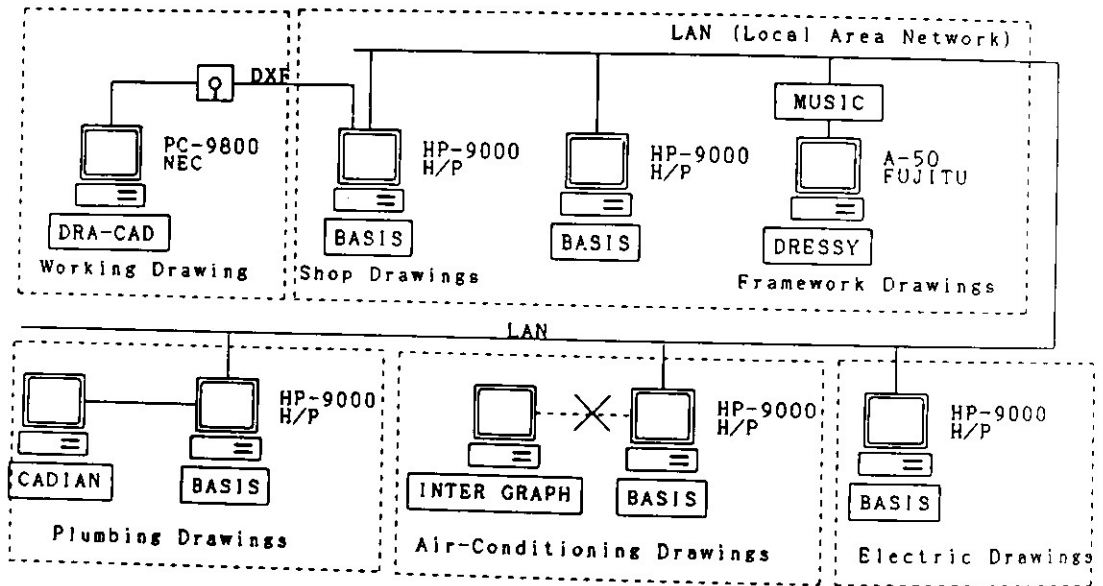 LAN (Local Area Network)
DXF
MUSIC
PC-9800
NEC
HP-9000
H/P
HP-9000
H/P
A-50
FUJITU
DRA-CAD
BASIS
BASIS
DRESSY
Working Drawing
Shop Drawings
Framework Drawings
LAN
HP-9000
H/P
HP-9000
H/P
HP-9000
H/P
CADIAN
BASIS
INTER GRAPH
BASIS
BASIS
Plumbing Drawings
Air-Conditioning Drawings
Electric Drawings